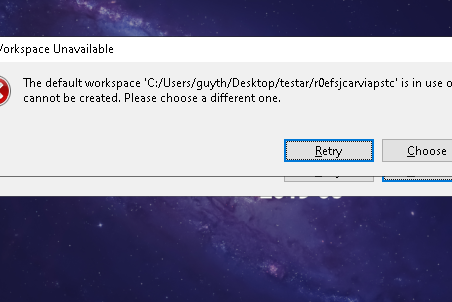 Workspace Unavailable
The default workspace 'C:/Users/guyth/Desktop/testar/r0efsjcarviapstc' is in use o
cannot be created. Please choose a different one.
Retry
Choose